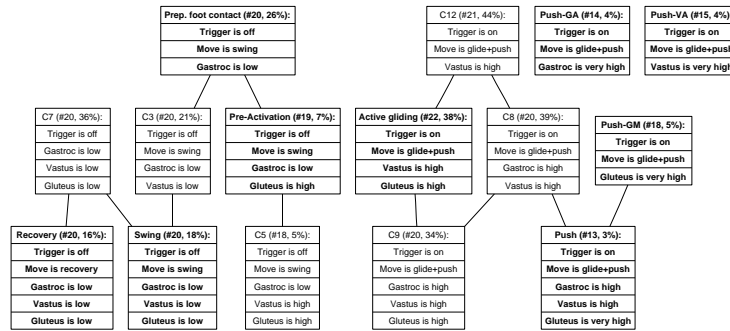 Prep. foot contact (#20, 26%):
Trigger is off
Move is swing
Gastroc is low
C12 (#21, 44%)
Trigger is on
Move is glide+push
Vastus is high
Push-GA (#14, 4%)
Trigger is on
Move is glide+push
Gastroc is very high
Push-VA (#15, 4%)
Trigger is on
Move is glide+push
Vastus is very high
C7 (#20, 36%):
Trigger is off
Gastroc is low
Vastus is low
Gluteus is low
C3 (#20, 21%)
Trigger is off
Move is swing
Gastroc is low
Vastus is low
Pre-Activation (#19, 7%)
Trigger is off
Move is swing
Gastroc is low
Gluteus is high
Active gliding (#22, 38%)
Trigger is on
Move is glide+push
Vastus is high
Gluteus is high
C8 (#20, 39%)
Trigger is on
Move is glide+push
Gastroc is high
Vastus is high
Push-GM (#18, 5%):
Trigger is on
Move is glide+push
Gluteus is very high
Recovery (#20, 16%):
Trigger is off
Move is recovery
Gastroc is low
Vastus is low
Gluteus is low
Swing (#20, 18%):
Trigger is off
Move is swing
Gastroc is low
Vastus is low
Gluteus is low
C5 (#18, 5%):
Trigger is off
Move is swing
Gastroc is low
Vastus is high
Gluteus is high
C9 (#20, 34%)
Trigger is on
Move is glide+push
Gastroc is high
Vastus is high
Gluteus is high
Push (#13, 3%)
Trigger is on
Move is glide+push
Gastroc is high
Vastus is high
Gluteus is very high